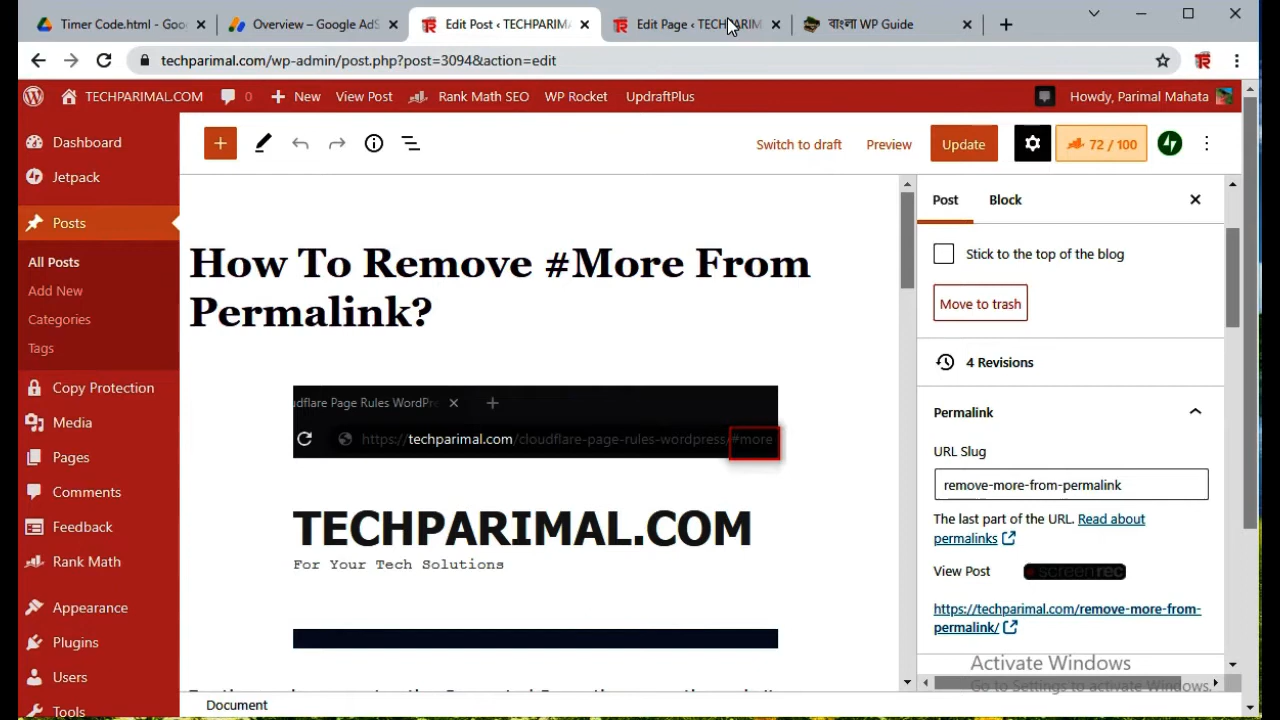 Timer Code.html - Goo
Overview – Google AdS
Edit Post ‹ TECHPARIMA
Edit Page ‹ TECHPARIM
বাংলা WP Guide
techparimal.com/wp-admin/post.php?post=3094&action=edit
TECHPARIMAL.COM
0
New
View Post
Rank Math SEO
WP Rocket
UpdraftPlus
Howdy, Parimal Mahata
Dashboard
Jetpack
Posts
All Posts
Add New
Categories
Tags
Copy Protection
Media
Pages
Comments
Feedback
Rank Math
Appearance
Plugins
Users
Tools
Switch to draft
Preview
Update
72 / 100
How To Remove #More From
Permalink?
udflare Page Rules WordPre
https://techparimal.com/cloudflare-page-rules-wordpress/#more
TECHPARIMAL.COM
For Your Tech Solutions
Document
Post
Block
Stick to the top of the blog
Move to trash
4 Revisions
Permalink
URL Slug
remove-more-from-permalink
The last part of the URL. Read about
permalinks
View Post
screenrec
https://techparimal.com/remove-more-from-
permalink/
Activate Windows
Go to Settings to activate Windows.